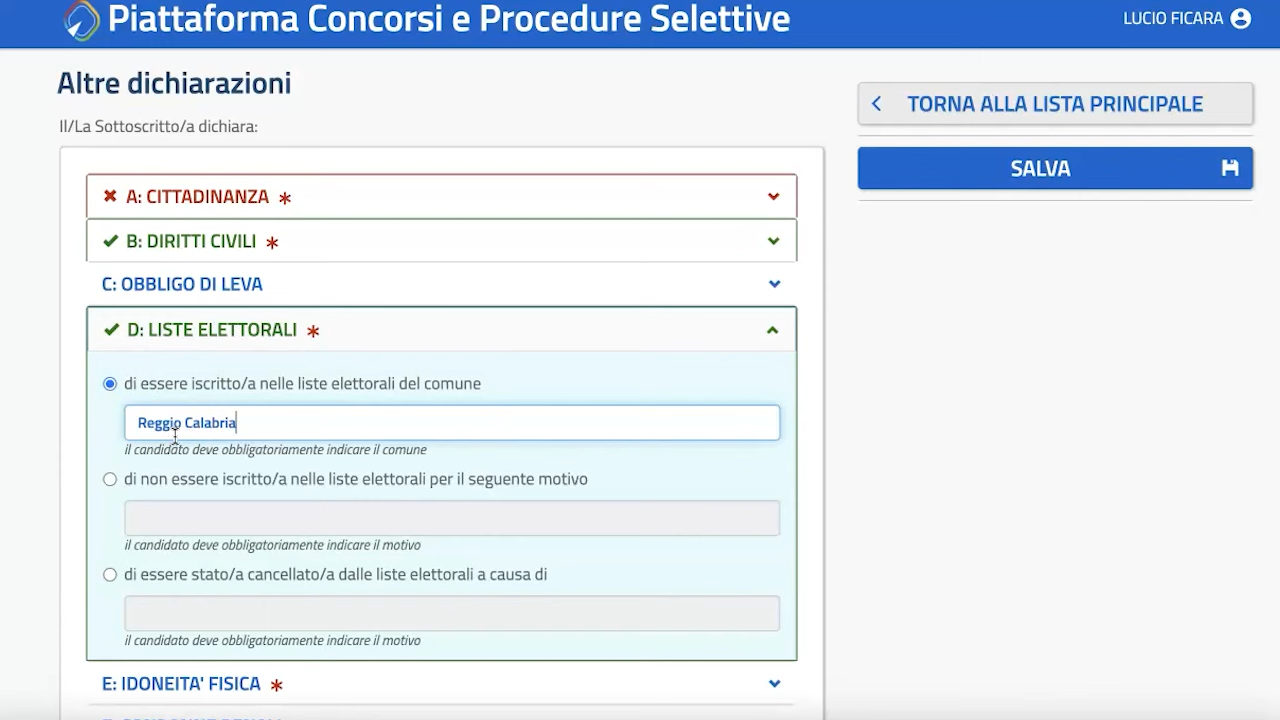 Piattaforma Concorsi e Procedure Selettive
LUCIO FICARA
Altre dichiarazioni
Il/La Sottoscritto/a dichiara:
TORNA ALLA LISTA PRINCIPALE
SALVA
A: CITTADINANZA *
B: DIRITTI CIVILI *
C: OBBLIGO DI LEVA
D: LISTE ELETTORALI *
di essere iscritto/a nelle liste elettorali del comune
Reggio Calabria
il candidato deve obbligatoriamente indicare il comune
di non essere iscritto/a nelle liste elettorali per il seguente motivo
il candidato deve obbligatoriamente indicare il motivo
di essere stato/a cancellato/a dalle liste elettorali a causa di
il candidato deve obbligatoriamente indicare il motivo
E: IDONEITA' FISICA *